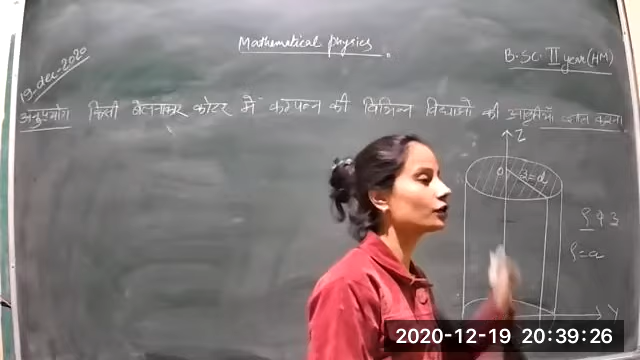 Mathematical physics
B.SC. II year (HM)
19-dec-2020
अनुप्रयोग किसी बेलनाकार कोटर में कम्पन्न की विभिन्न विधाओं की आवृत्तियाँ ज्ञात करना
Z
O
ρ φ z
ρ=a
Y
2020-12-19 20:39:26